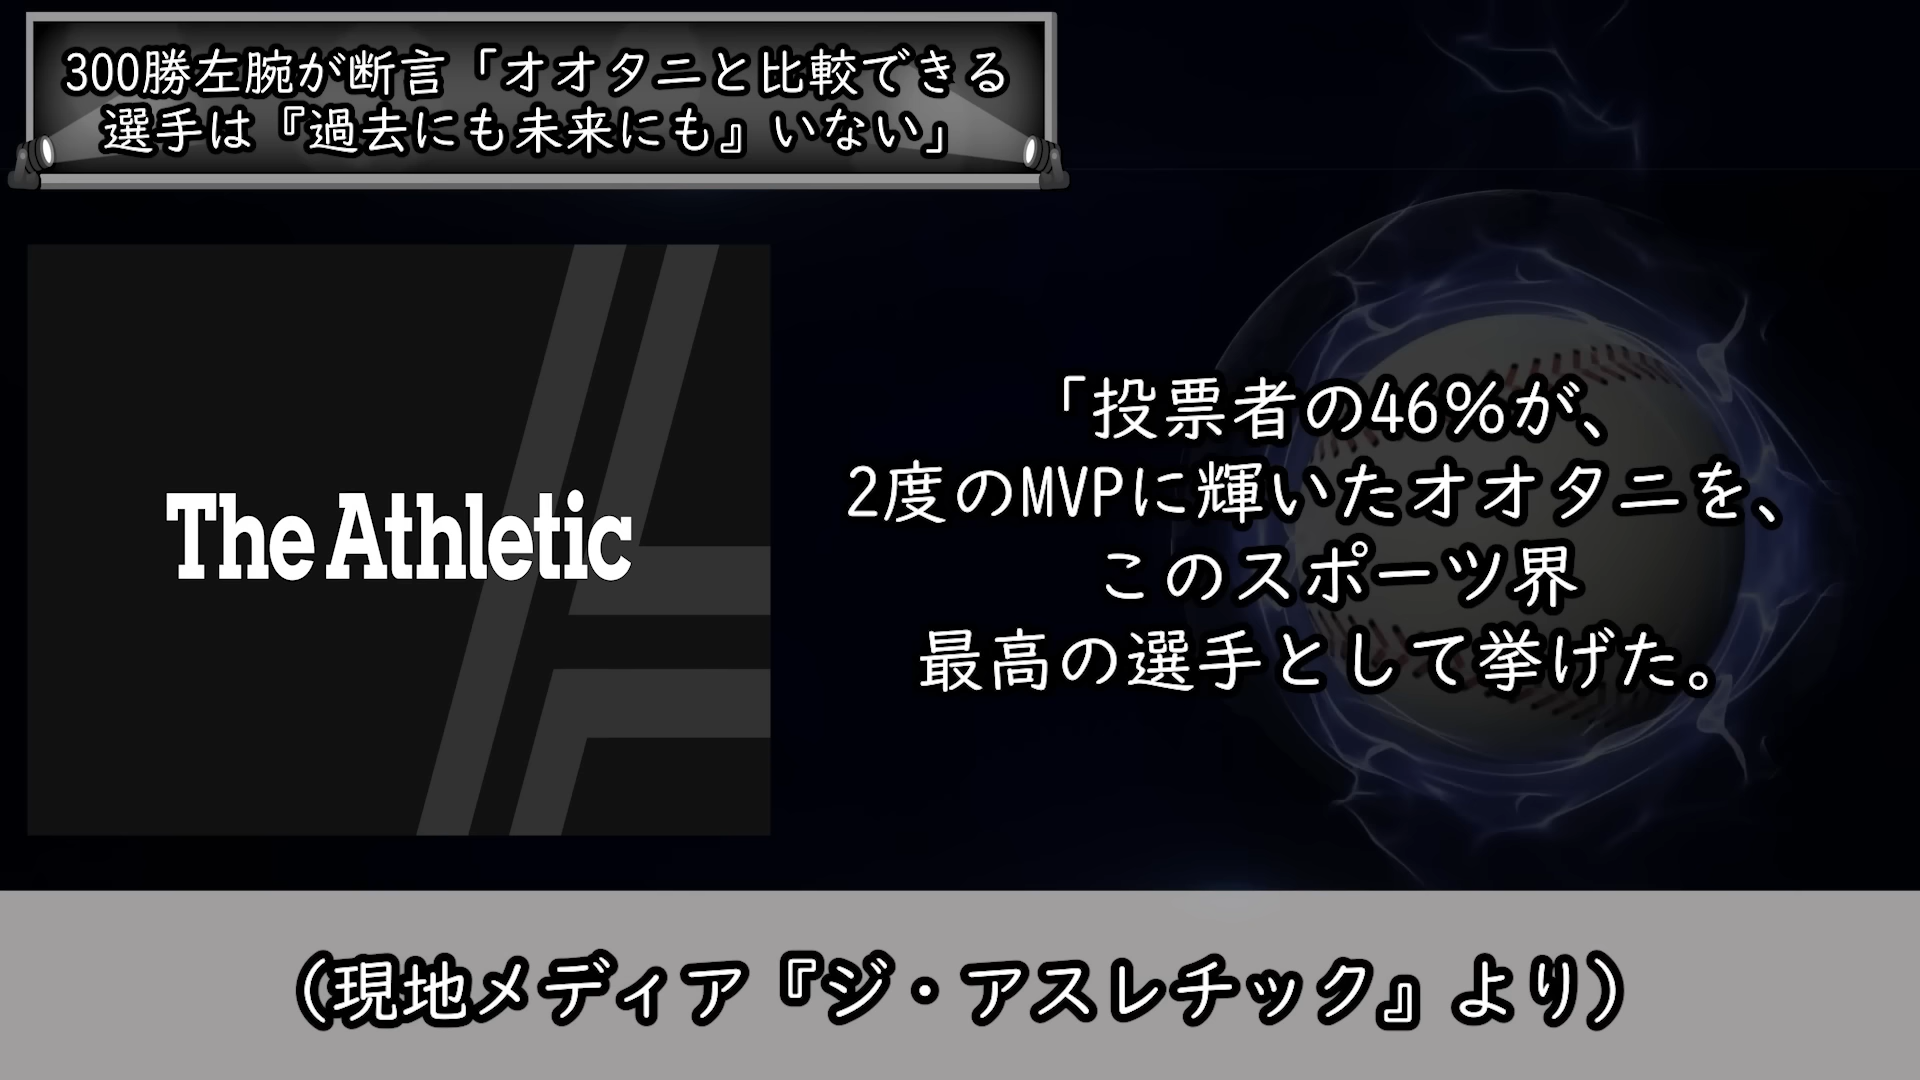 300勝左腕が断言「オオタニと比較できる
選手は『過去にも未来にも』いない」
The Athletic
「投票者の46%が、
2度のMVPに輝いたオオタニを、
このスポーツ界
最高の選手として挙げた。
（現地メディア『ジ・アスレチック』より）